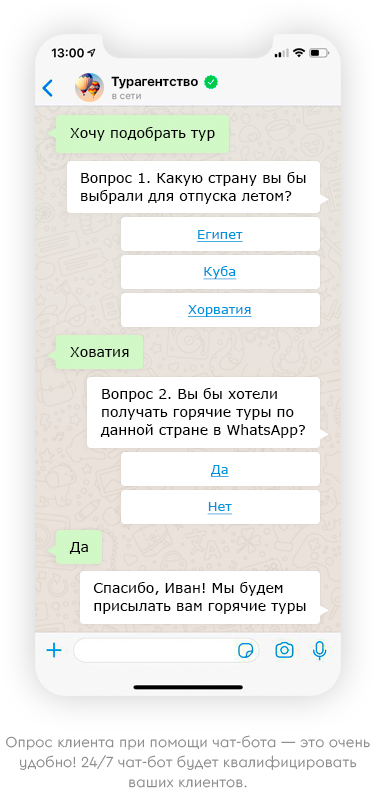 13:00
Турагентство
в сети
Хочу подобрать тур
Вопрос 1. Какую страну вы бы
выбрали для отпуска летом?
Египет
Куба
Хорватия
Ховатия
Вопрос 2. Вы бы хотели
получать горячие туры по
данной стране в WhatsApp?
Да
Нет
Да
Спасибо, Иван! Мы будем
присылать вам горячие туры
Опрос клиента при помощи чат-бота — это очень
удобно! 24/7 чат-бот будет квалифицировать
ваших клиентов.